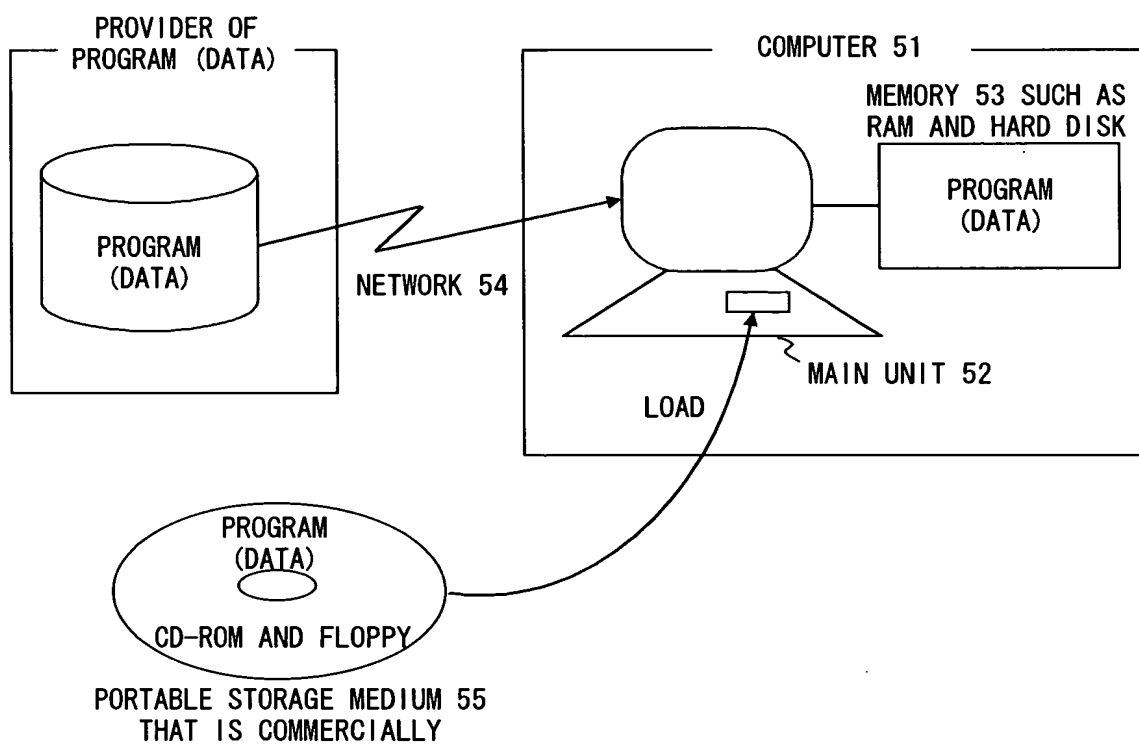 PROVIDER OF
PROGRAM (DATA)
PROGRAM
(DATA)
NETWORK 54
COMPUTER 51
MEMORY 53 SUCH AS
RAM AND HARD DISK
PROGRAM
(DATA)
MAIN UNIT 52
LOAD
PROGRAM
(DATA)
CD-ROM AND FLOPPY
PORTABLE STORAGE MEDIUM 55
THAT IS COMMERCIALLY